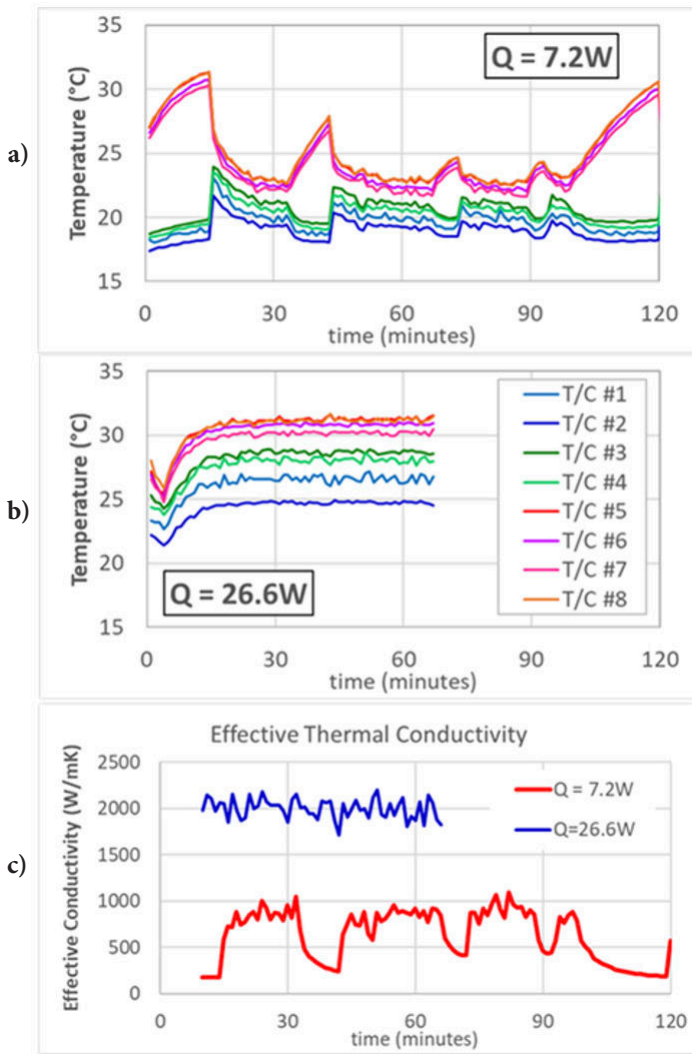 a)
Temperature (°C)
35
30
25
20
15
Q = 7.2W
0 30 60 90 120
time (minutes)
b)
Temperature (°C)
35
30
25
20
15
Q = 26.6W
T/C #1
T/C #2
T/C #3
T/C #4
T/C #5
T/C #6
T/C #7
T/C #8
0 30 60 90 120
time (minutes)
c)
Effective Thermal Conductivity
Effective Conductivity (W/mK)
2500
2000
1500
1000
500
0
Q = 7.2W
Q=26.6W
0 30 60 90 120
time (minutes)